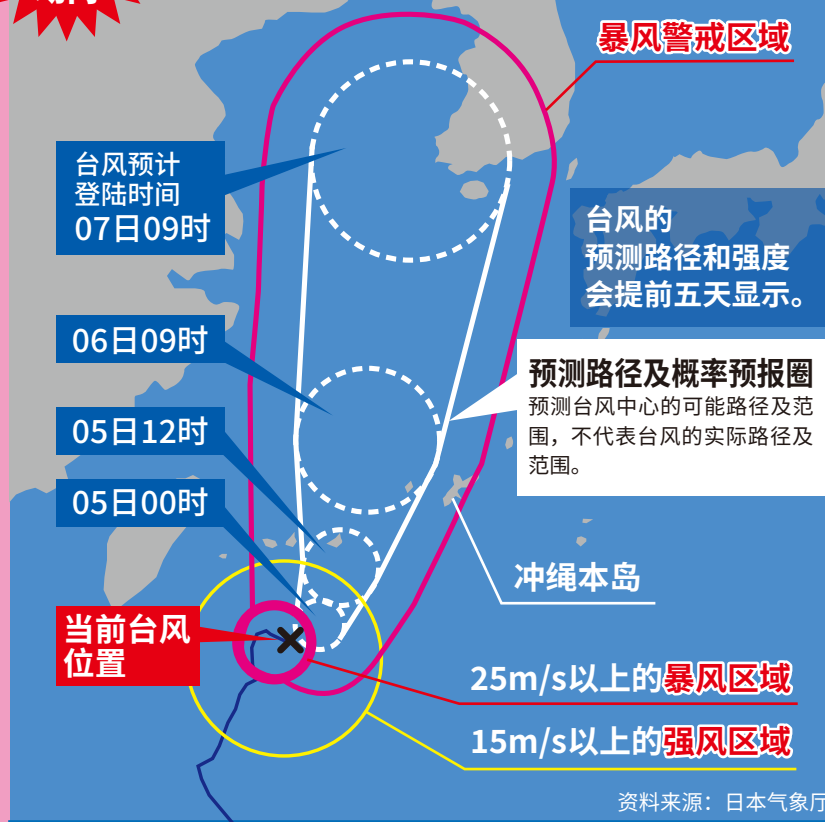 暴风警戒区域
台风预计
登陆时间
07日09时
台风的
预测路径和强度
会提前五天显示。
06日09时
预测路径及概率预报圈
预测台风中心的可能路径及范
围，不代表台风的实际路径及
范围。
05日12时
05日00时
冲绳本岛
当前台风
位置
25m/s以上的暴风区域
15m/s以上的强风区域
资料来源：日本气象厅